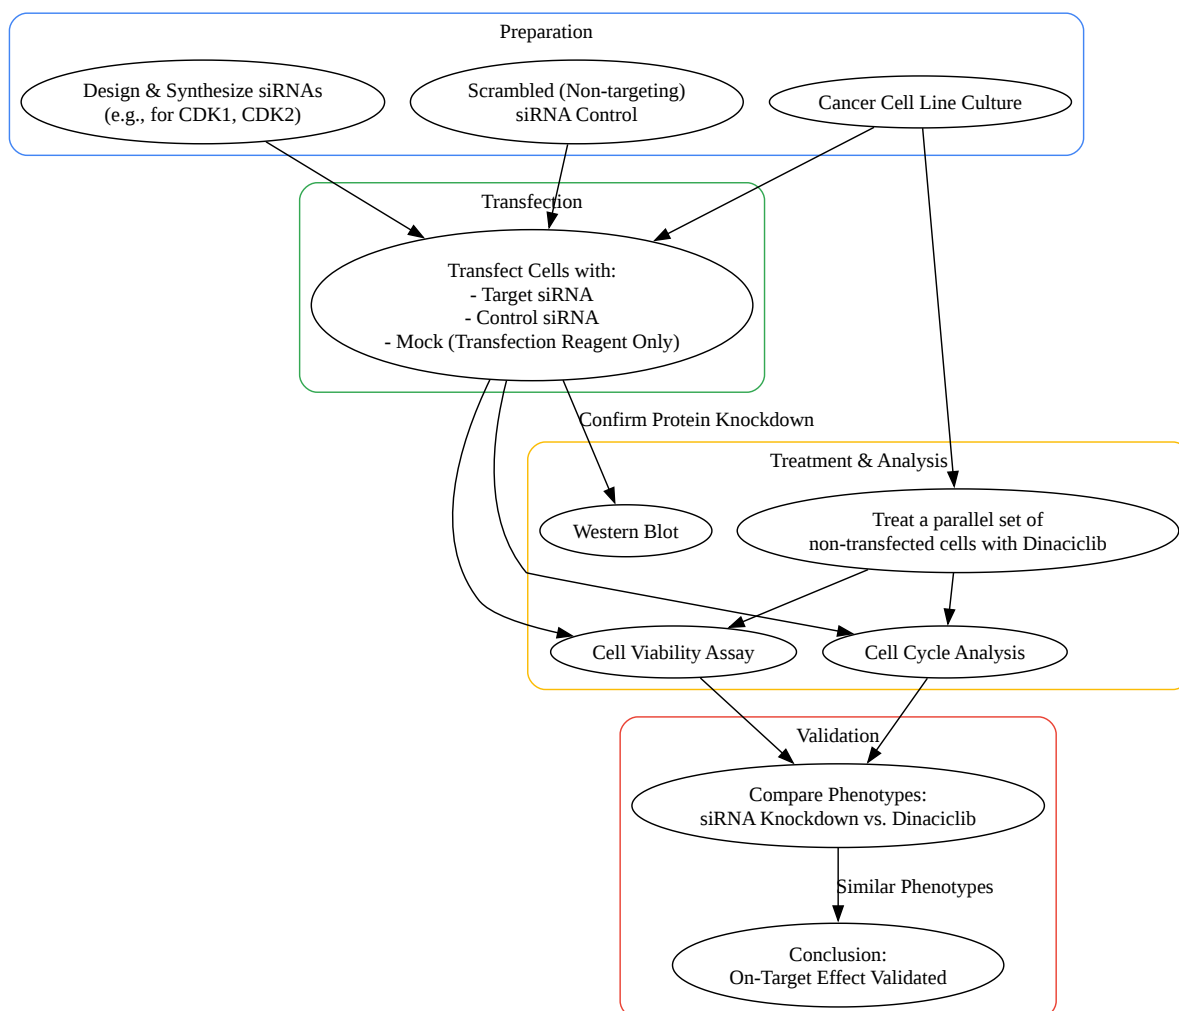 Preparation
Design & Synthesize siRNAs
(e.g., for CDK1, CDK2)
Scrambled (Non-targeting)
siRNA Control
Cancer Cell Line Culture
Transfection
Transfect Cells with:
- Target siRNA
- Control siRNA
- Mock (Transfection Reagent Only)
Confirm Protein Knockdown
Treatment & Analysis
Western Blot
Treat a parallel set of
non-transfected cells with Dinaciclib
Cell Viability Assay
Cell Cycle Analysis
Validation
Compare Phenotypes:
siRNA Knockdown vs. Dinaciclib
Similar Phenotypes
Conclusion:
On-Target Effect Validated